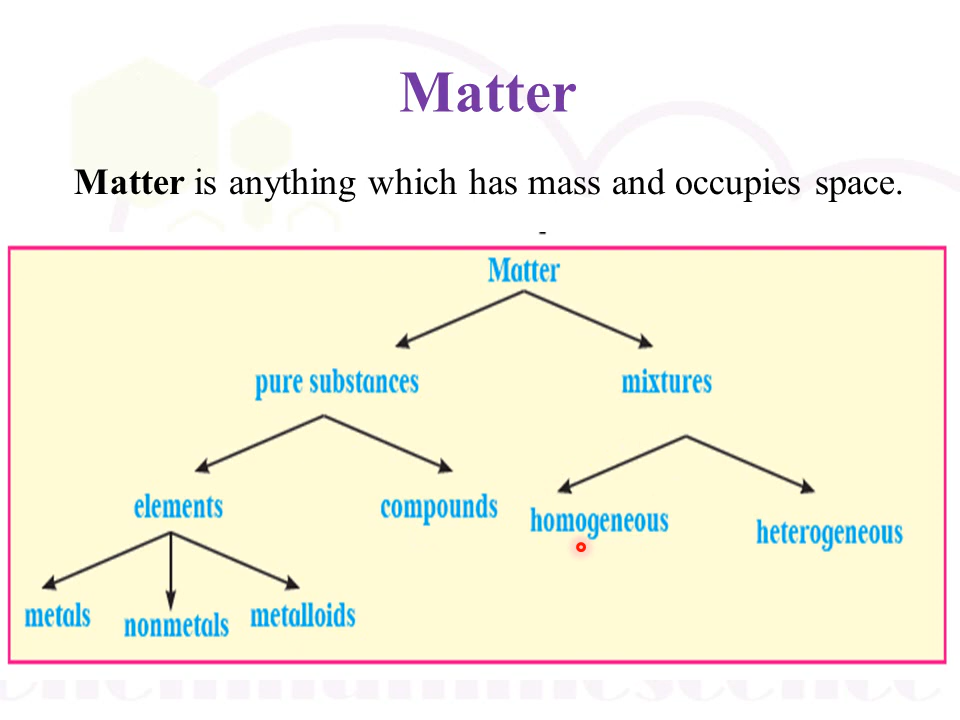 Matter
Matter is anything which has mass and occupies space.
-
Matter
pure substances mixtures
elements compounds homogeneous heterogeneous
metals nonmetals metalloids